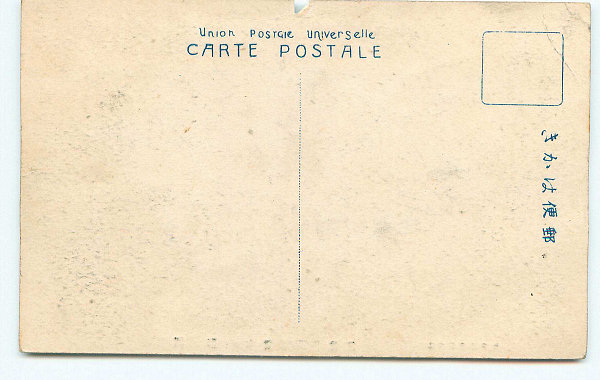 Union Postale Universelle
CARTE POSTALE
きかは便郵